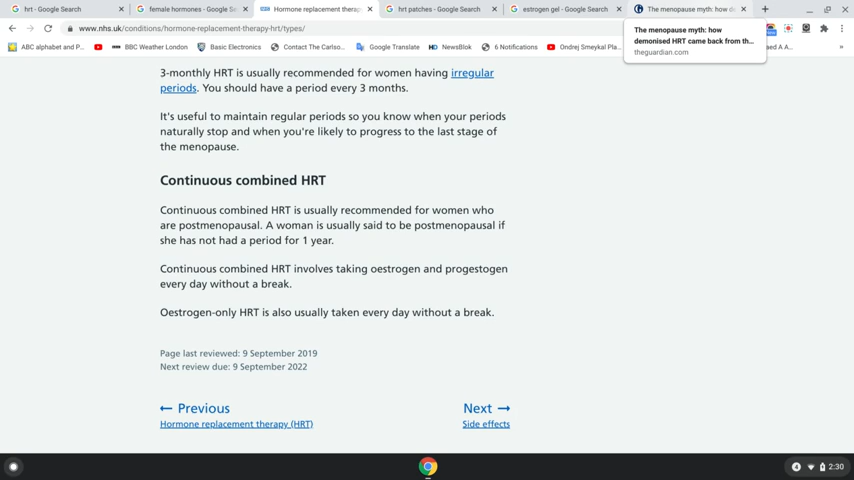 hrt - Google Search
female hormones - Google Se
Hormone replacement therap
hrt patches - Google Search
estrogen gel - Google Search
The menopause myth: how de
www.nhs.uk/conditions/hormone-replacement-therapy-hrt/types/
The menopause myth: how
demonised HRT came back from th...
theguardian.com
ABC alphabet and P...
BBC Weather London
Basic Electronics
Contact The Carlso...
Google Translate
HD NewsBlok
6 Notifications
Ondrej Smeykal Pla...
»
3-monthly HRT is usually recommended for women having irregular
periods. You should have a period every 3 months.
It's useful to maintain regular periods so you know when your periods
naturally stop and when you're likely to progress to the last stage of
the menopause.
Continuous combined HRT
Continuous combined HRT is usually recommended for women who
are postmenopausal. A woman is usually said to be postmenopausal if
she has not had a period for 1 year.
Continuous combined HRT involves taking oestrogen and progestogen
every day without a break.
Oestrogen-only HRT is also usually taken every day without a break.
Page last reviewed: 9 September 2019
Next review due: 9 September 2022
← Previous
Hormone replacement therapy (HRT)
Next →
Side effects
4
2:30